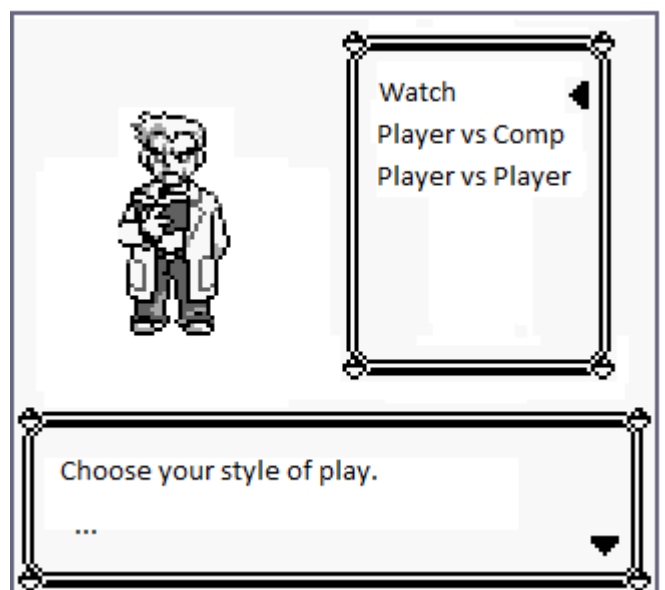 Watch
Player vs Comp
Player vs Player
Choose your style of play.
...